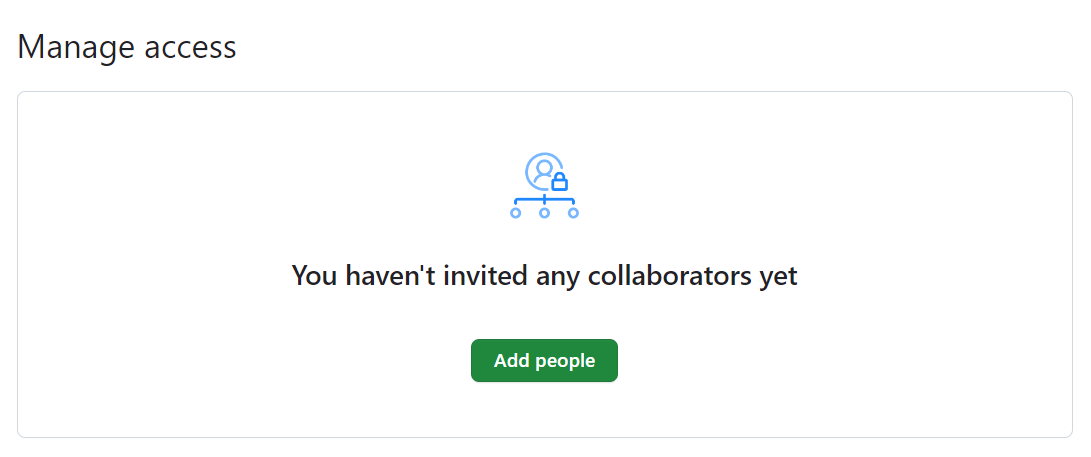 Manage access
You haven't invited any collaborators yet
Add people